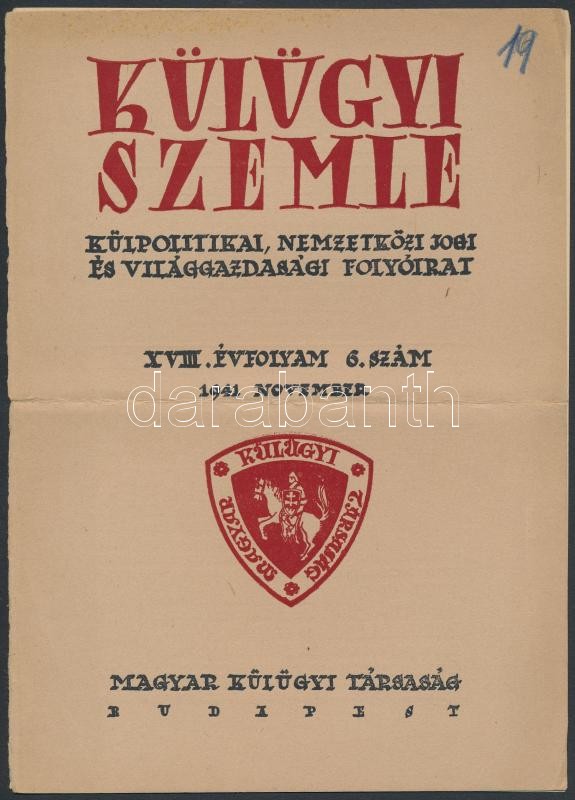 19
KÜLÜGYI
SZEMLE
KÜLPOLITIKAI, NEMZETKÖZI JOGI
ÉS VILÁGGAZDASÁGI FOLYÓIRAT
XVIII. ÉVFOLYAM 6. SZÁM
1941 NOVEMBER
darabanth
MAGYAR KÜLÜGYI TÁRSASÁG
MAGYAR KÜLÜGYI TÁRSASÁG
BUDAPEST